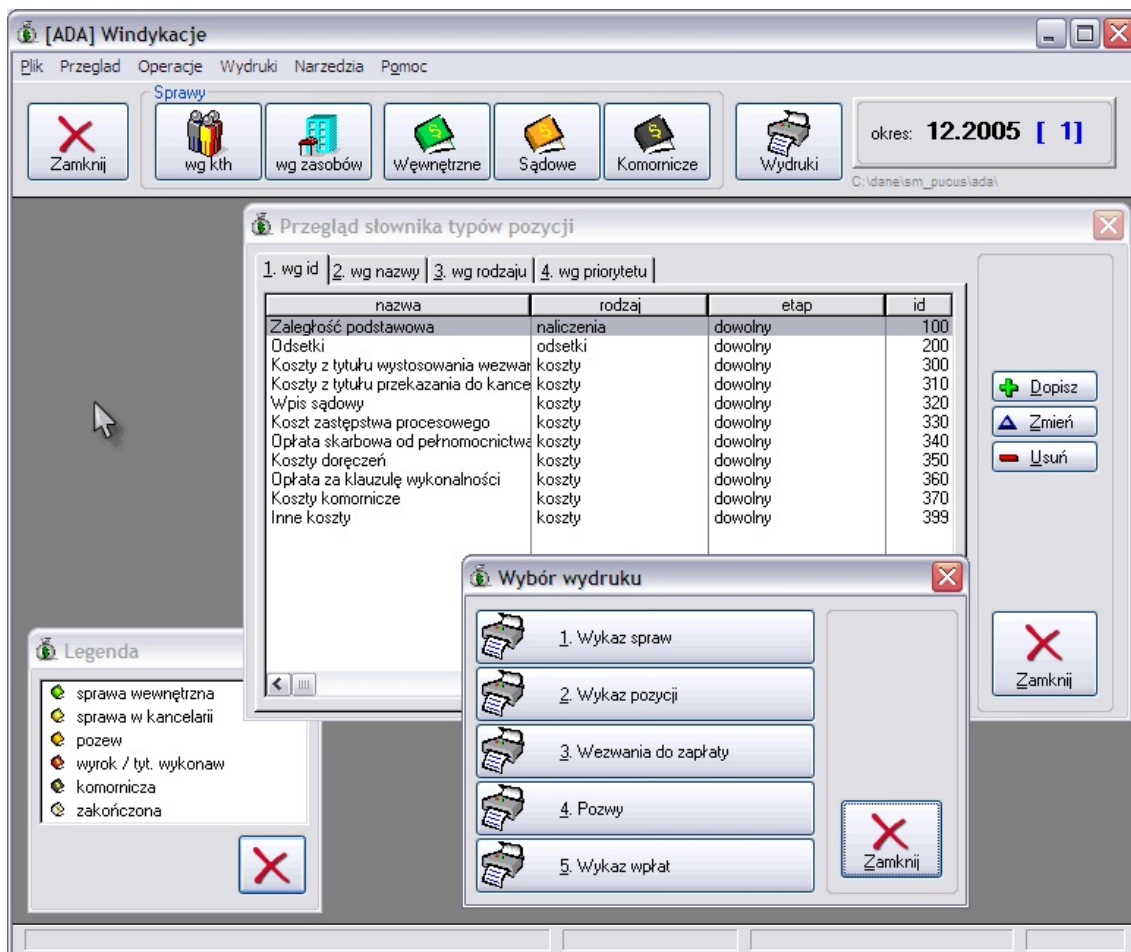 [ADA] Windykacje
Plik Przeglad Operacje Wydruki Narzedzia Pomoc
Sprawy
Zamknij wg kth wg zasobów Węwnętrzne Sądowe Komornicze Wydruki
okres: 12.2005 [ 1]
C:\dane\sm_pucus\ada\
Przegląd słownika typów pozycji
1. wg id 2. wg nazwy 3. wg rodzaju 4. wg priorytetu
nazwa rodzaj etap id
Zaległość podstawowa naliczenia dowolny 100
Odsetki odsetki dowolny 200
Koszty z tytułu wystosowania wezwar koszty dowolny 300
Koszty z tytułu przekazania do kance koszty dowolny 310
Wpis sądowy koszty dowolny 320
Koszt zastępstwa procesowego koszty dowolny 330
Opłata skarbowa od pełnomocnictwa koszty dowolny 340
Koszty doręczeń koszty dowolny 350
Opłata za klauzulę wykonalności koszty dowolny 360
Koszty komornicze koszty dowolny 370
Inne koszty koszty dowolny 399
Dopisz
Zmień
Usuń
Zamknij
Wybór wydruku
1. Wykaz spraw
2. Wykaz pozycji
3. Wezwania do zapłaty
4. Pozwy
5. Wykaz wpłat
Zamknij
Legenda
sprawa wewnętrzna
sprawa w kancelarii
pozew
wyrok / tyt. wykonaw
komornicza
zakończona